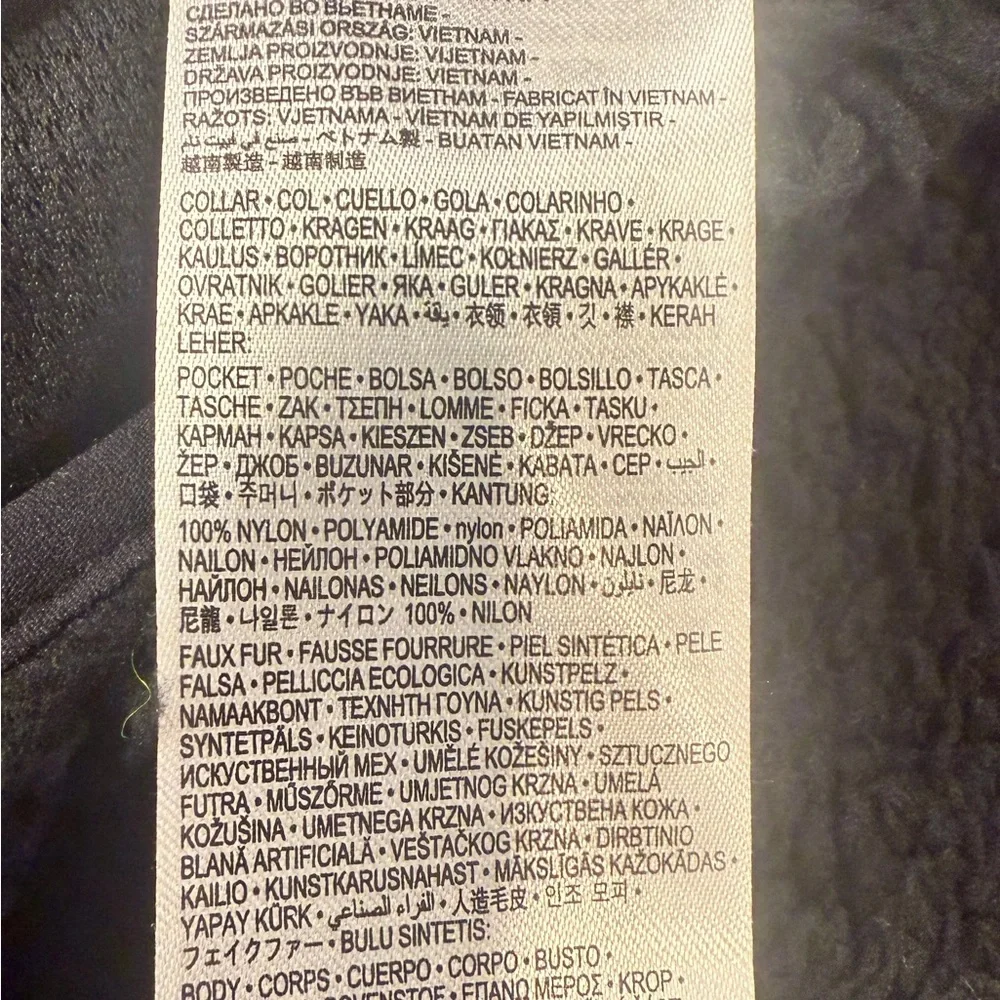 СДЕЛАНО ВО ВЬЕТНАМЕ -
SZÁRMAZÁSI ORSZÁG: VIETNAM -
ZEMLJA PROIZVODNJE: VIJETNAM -
DRŽAVA PROIZVODNJE: VIETNAM -
ПРОИЗВЕДЕНО ВЪВ ВИЕТНАМ - FABRICAT ÎN VIETNAM -
RAŽOTS: VJETNAMA - VİETNAM DE YAPILMIŞTIR -
صنع في فييت نام - ベトナム製 - BUATAN VIETNAM -
越南製造 - 越南制造
COLLAR • COL • CUELLO • GOLA • COLARINHO •
COLLETTO • KRAGEN • KRAAG • ΠΑΚΑΣ • KRAVE • KRAGE •
KAULUS • ВОРОТНИК • LÍMEC • KOŁNIERZ • GALLÉR •
OVRATNIK • GOLIER • ЯКА • GULER • KRAGNA • APYKAKLĖ •
KRAE • APKAKLE • YAKA • ياقة • 衣领 • 衣領 • 깃 • 襟 • KERAH
LEHER:
POCKET • POCHE • BOLSA • BOLSO • BOLSILLO • TASCA •
TASCHE • ZAK • ΤΣΕΠΗ • LOMME • FICKA • TASKU •
КАРМАН • KAPSA • KIESZEN • ZSEB • DŽEP • VRECKO •
ŽEP • ДЖОБ • BUZUNAR • KIŠENĖ • KABATA • CEP • الجيب •
口袋 • 주머니 • ポケット部分 • KANTUNG:
100% NYLON • POLYAMIDE • nylon • POLIAMIDA • ΝΑΪΛΟΝ •
NAILON • НЕЙЛОН • POLIAMIDNO VLAKNO • NAJLON •
НАЙЛОН • NAILONAS • NEILONS • NAYLON • نايلون • 尼龙 •
尼龍 • 나일론 • ナイロン 100% • NILON
FAUX FUR • FAUSSE FOURRURE • PIEL SINTÉTICA • PELE
FALSA • PELLICCIA ECOLOGICA • KUNSTPELZ •
NAMAAKBONT • ΤΕΧΝΗΤΗ ΓΟΥΝΑ • KUNSTIG PELS •
SYNTETPÄLS • KEINOTURKIS • FUSKEPELS •
ИСКУСТВЕННЫЙ МЕХ • UMĚLÉ KOŽEŠINY • SZTUCZNEGO
FUTRA • MŰSZŐRME • UMJETNOG KRZNA • UMELÁ
KOŽUŠINA • UMETNEGA KRZNA • ИЗКУСТВЕНА КОЖА •
BLANĂ ARTIFICIALĂ • VEŠTAČKOG KRZNA • DIRBTINIO
KAILIO • KUNSTKARUSNAHAST • MĀKSLĪGĀS KAŽOKĀDAS •
YAPAY KÜRK • الفراء الصناعي • 人造毛皮 • 인조 모피 •
フェイクファー • BULU SINTETIS:
BODY • CORPS • CUERPO • CORPO • BUSTO •
BOVENSTOF • ΕΠΑΝΩ ΜΕΡΟΣ • KROP •